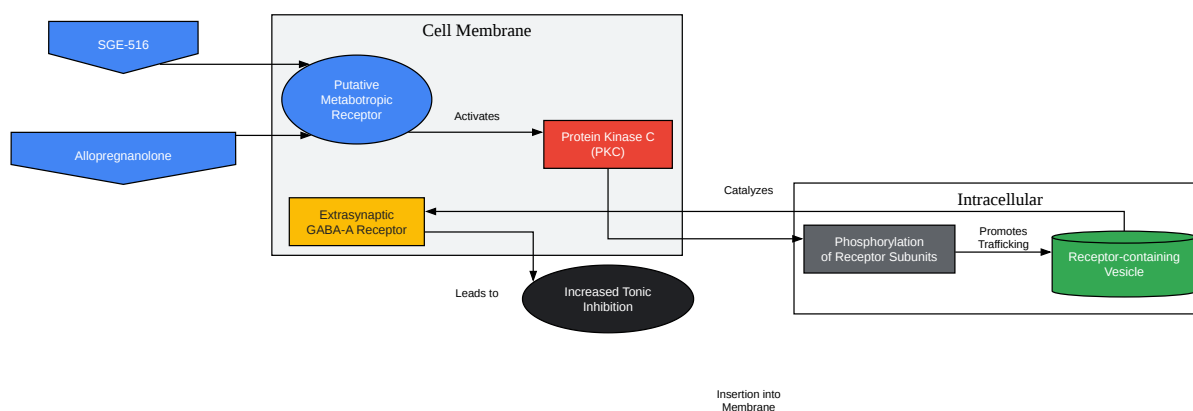 Cell Membrane
SGE-516
Putative
Metabotropic
Receptor
Activates
Protein Kinase C
(PKC)
Allopregnanolone
Catalyzes
Intracellular
Extrasynaptic
GABA-A Receptor
Phosphorylation
of Receptor Subunits
Promotes
Trafficking
Receptor-containing
Vesicle
Leads to
Increased Tonic
Inhibition
Insertion into
Membrane